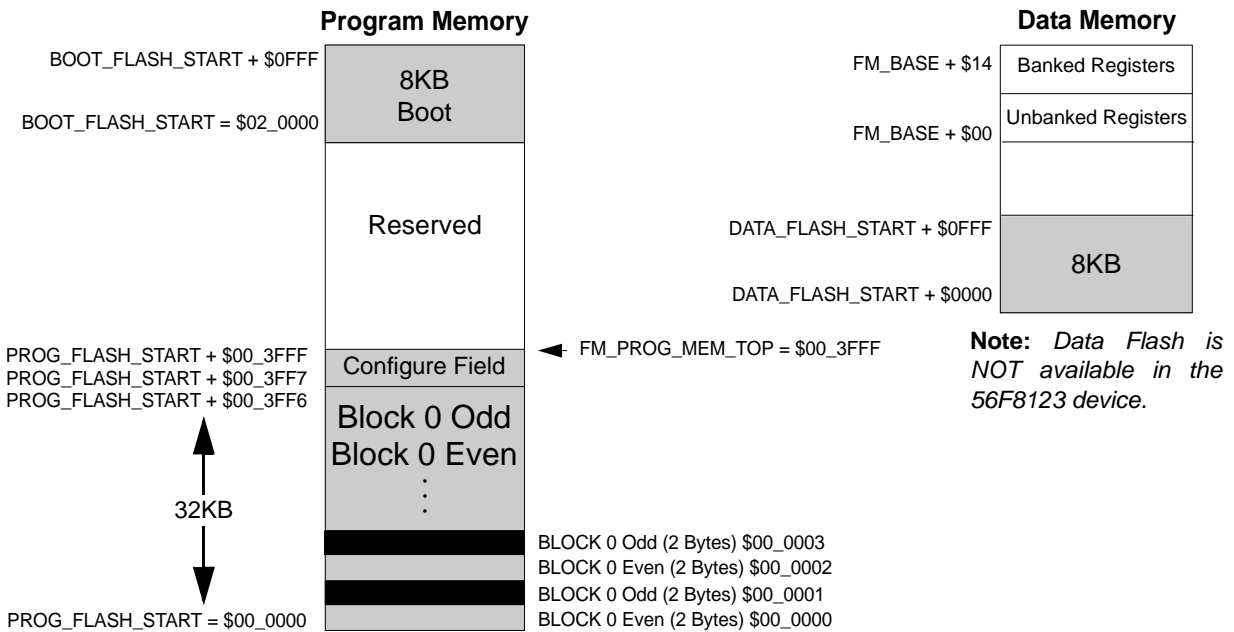 Program Memory
BOOT_FLASH_START + $0FFF
8KB
Boot
BOOT_FLASH_START = $02_0000
Reserved
PROG_FLASH_START + $00_3FFF
PROG_FLASH_START + $00_3FF7
PROG_FLASH_START + $00_3FF6
Configure Field
FM_PROG_MEM_TOP = $00_3FFF
Block 0 Odd
Block 0 Even
32KB
BLOCK 0 Odd (2 Bytes) $00_0003
BLOCK 0 Even (2 Bytes) $00_0002
BLOCK 0 Odd (2 Bytes) $00_0001
BLOCK 0 Even (2 Bytes) $00_0000
PROG_FLASH_START = $00_0000
Data Memory
FM_BASE + $14
Banked Registers
Unbanked Registers
FM_BASE + $00
DATA_FLASH_START + $0FFF
8KB
DATA_FLASH_START + $0000
Note: Data Flash is
NOT available in the
56F8123 device.